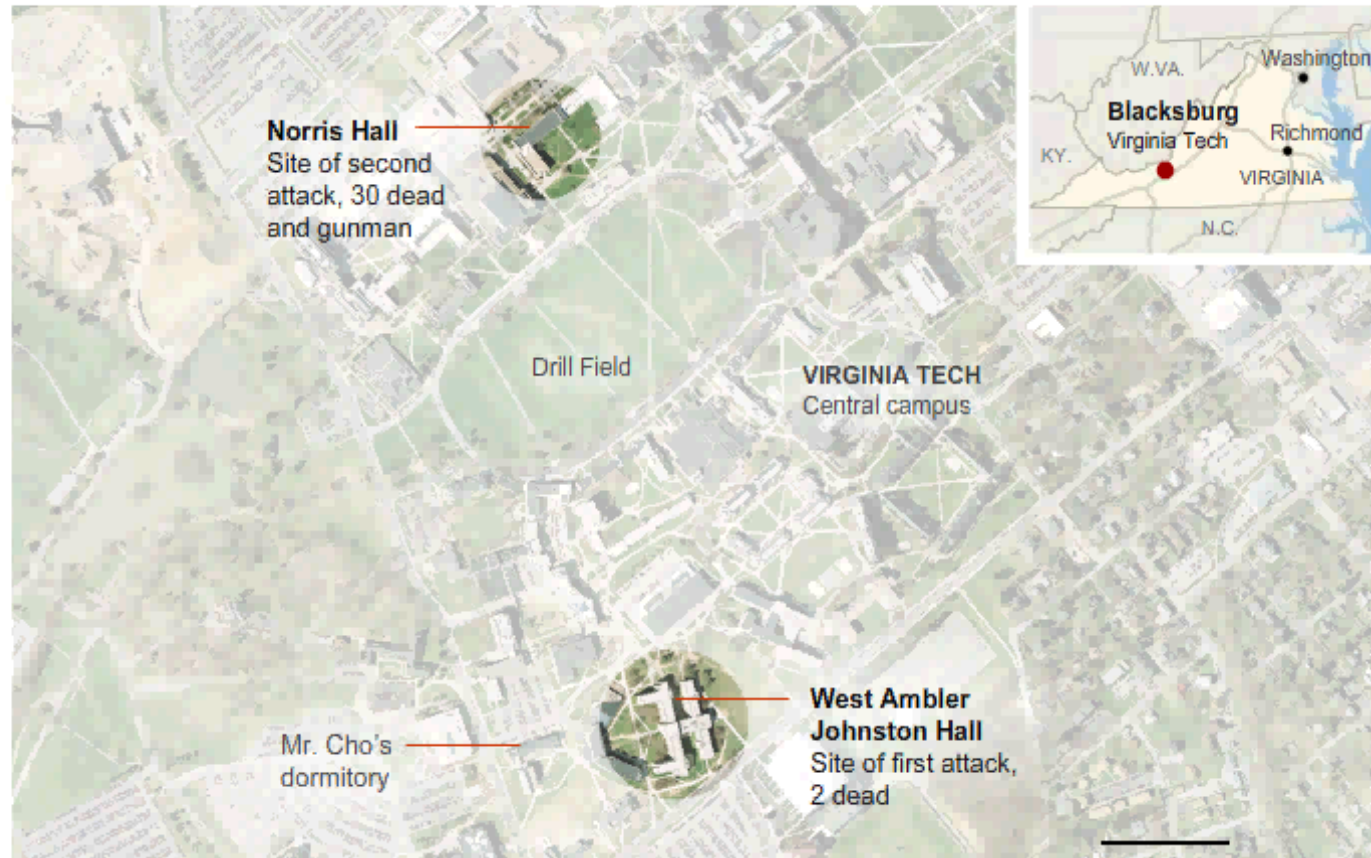 Norris Hall
Site of second
attack, 30 dead
and gunman
W.VA.
Washington
Blacksburg
Virginia Tech
Richmond
KY.
VIRGINIA
N.C.
Drill Field
VIRGINIA TECH
Central campus
Mr. Cho’s
dormitory
West Ambler
Johnston Hall
Site of first attack,
2 dead